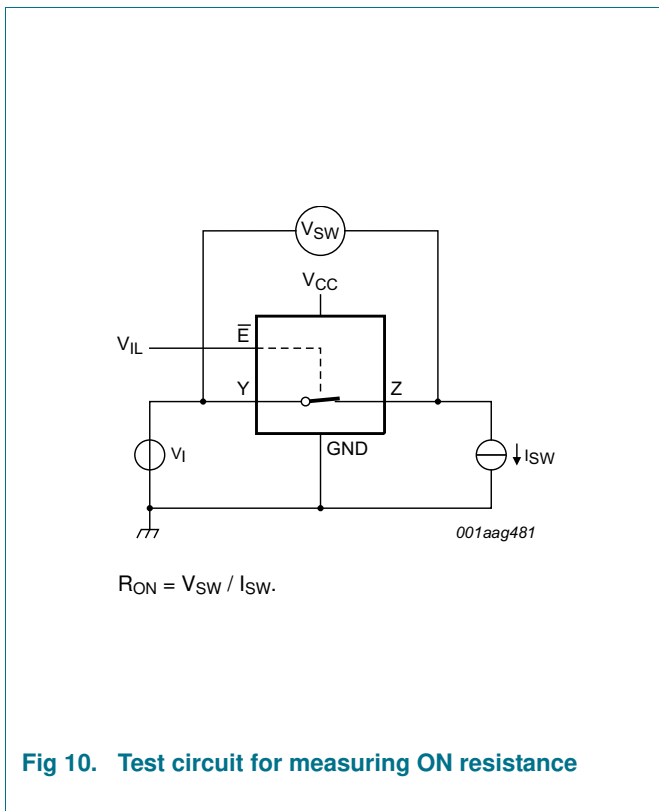 VSW
VCC
E̅
VIL
Y
Z
GND
VI
ISW
001aag481
RON = VSW / ISW.
Fig 10. Test circuit for measuring ON resistance